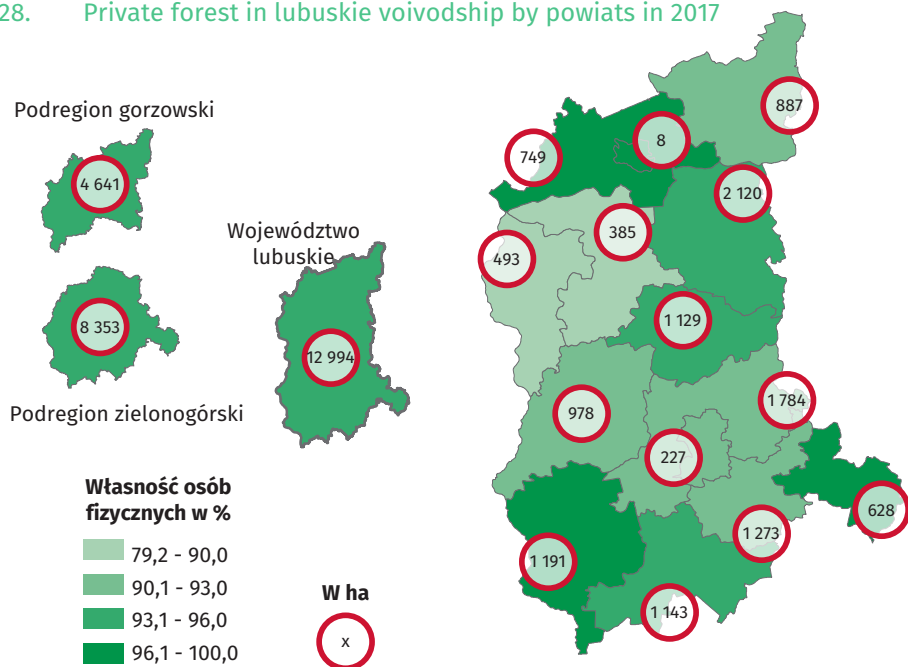 28. Private forest in lubuskie voivodship by powiats in 2017
Podregion gorzowski
4 641
Podregion zielonogórski
8 353
Województwo
lubuskie
12 994
887
8
749
2 120
385
493
1 129
1 784
978
227
628
1 273
1 191
1 143
Własność osób
fizycznych w %
79,2 - 90,0
90,1 - 93,0
93,1 - 96,0
96,1 - 100,0
W ha
x